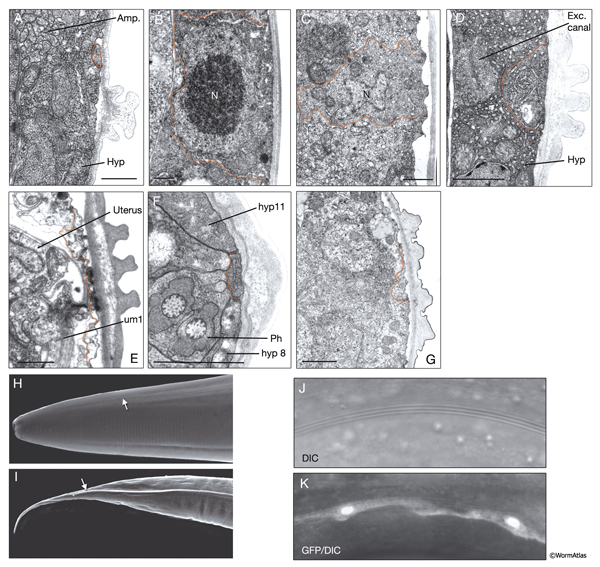 A
Amp.
Hyp
B
N
C
N
D
Exc.
canal
Hyp
Uterus
um1
E
F
hyp11
Ph
hyp 8
G
H
I
J
DIC
K
GFP/DIC
©WormAtlas